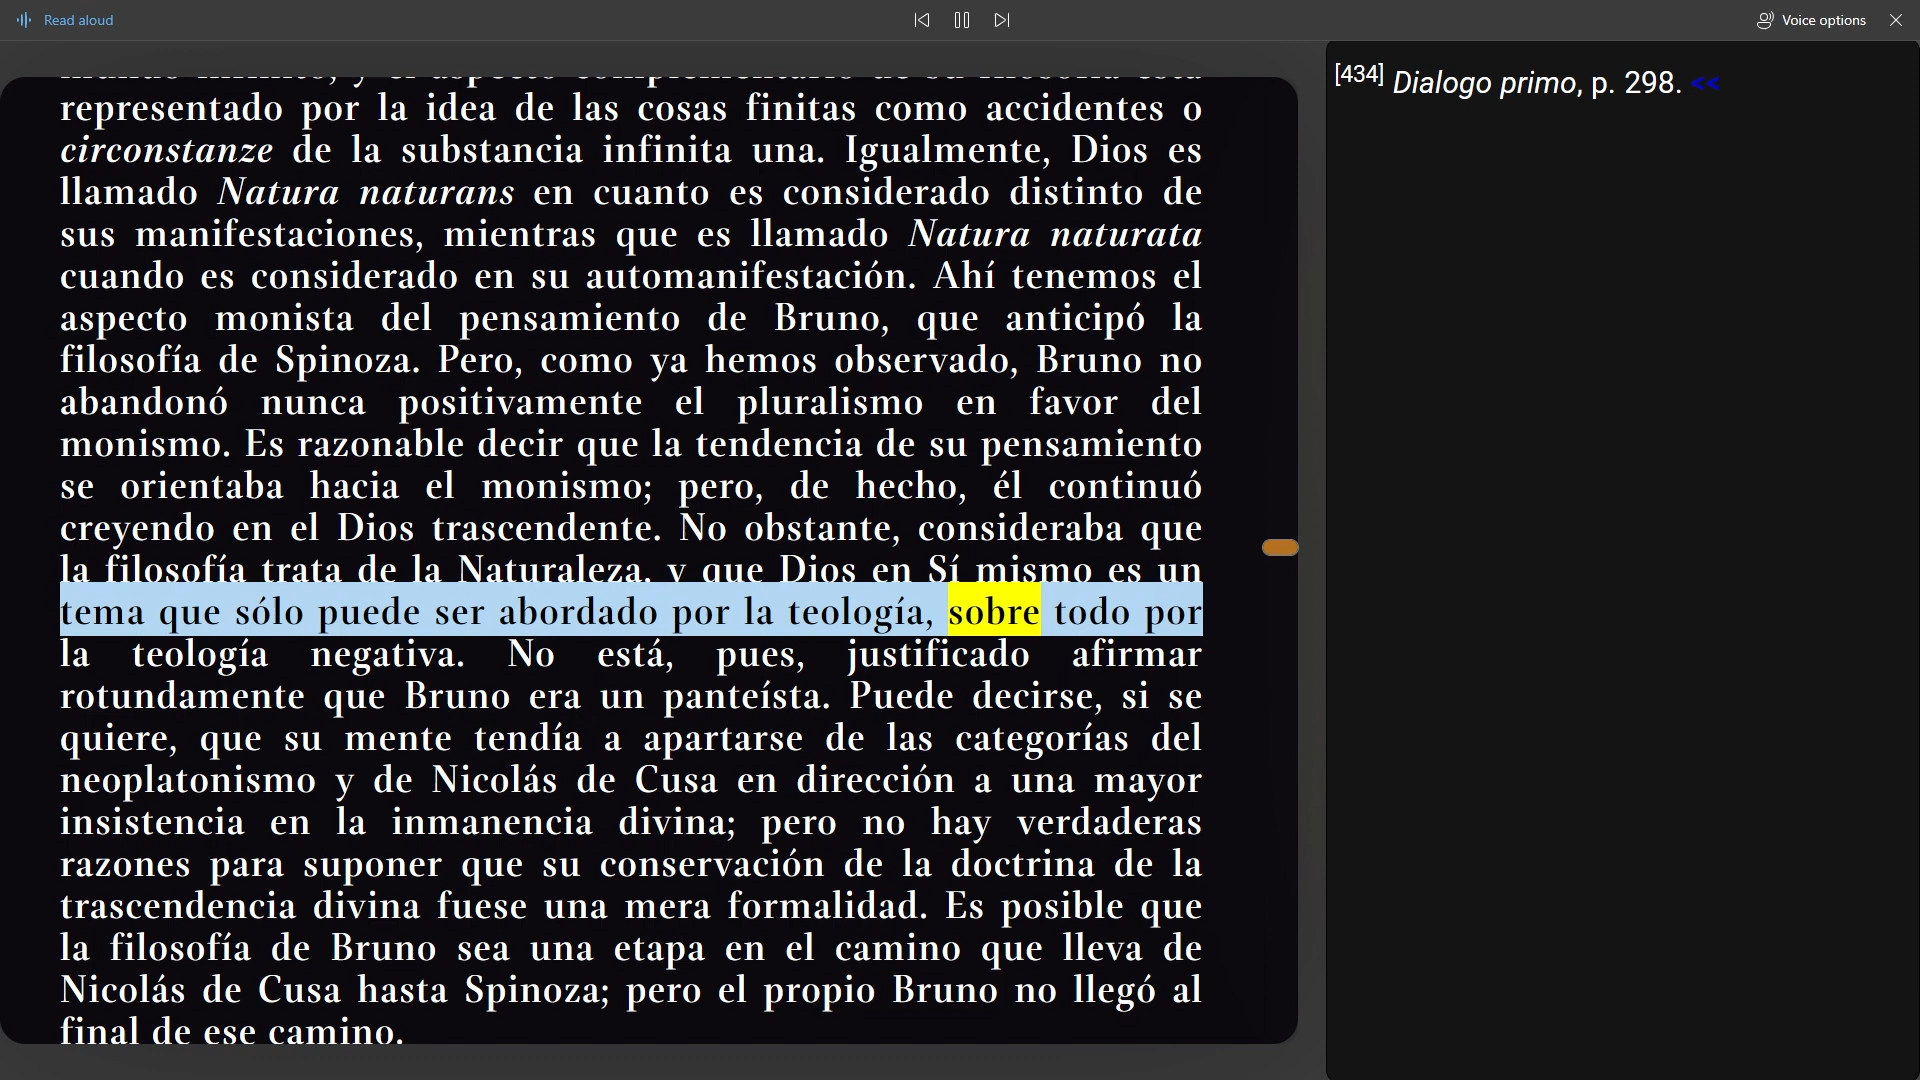 Read aloud
Voice options
representado por la idea de las cosas finitas como accidentes o
circonstanze de la substancia infinita una. Igualmente, Dios es
llamado Natura naturans en cuanto es considerado distinto de
sus manifestaciones, mientras que es llamado Natura naturata
cuando es considerado en su automanifestación. Ahí tenemos el
aspecto monista del pensamiento de Bruno, que anticipó la
filosofía de Spinoza. Pero, como ya hemos observado, Bruno no
abandonó nunca positivamente el pluralismo en favor del
monismo. Es razonable decir que la tendencia de su pensamiento
se orientaba hacia el monismo; pero, de hecho, él continuó
creyendo en el Dios trascendente. No obstante, consideraba que
la filosofía trata de la Naturaleza, y que Dios en Sí mismo es un
tema que sólo puede ser abordado por la teología, sobre todo por
la teología negativa. No está, pues, justificado afirmar
rotundamente que Bruno era un panteísta. Puede decirse, si se
quiere, que su mente tendía a apartarse de las categorías del
neoplatonismo y de Nicolás de Cusa en dirección a una mayor
insistencia en la inmanencia divina; pero no hay verdaderas
razones para suponer que su conservación de la doctrina de la
trascendencia divina fuese una mera formalidad. Es posible que
la filosofía de Bruno sea una etapa en el camino que lleva de
Nicolás de Cusa hasta Spinoza; pero el propio Bruno no llegó al
final de ese camino.
[434] Dialogo primo, p. 298. <<